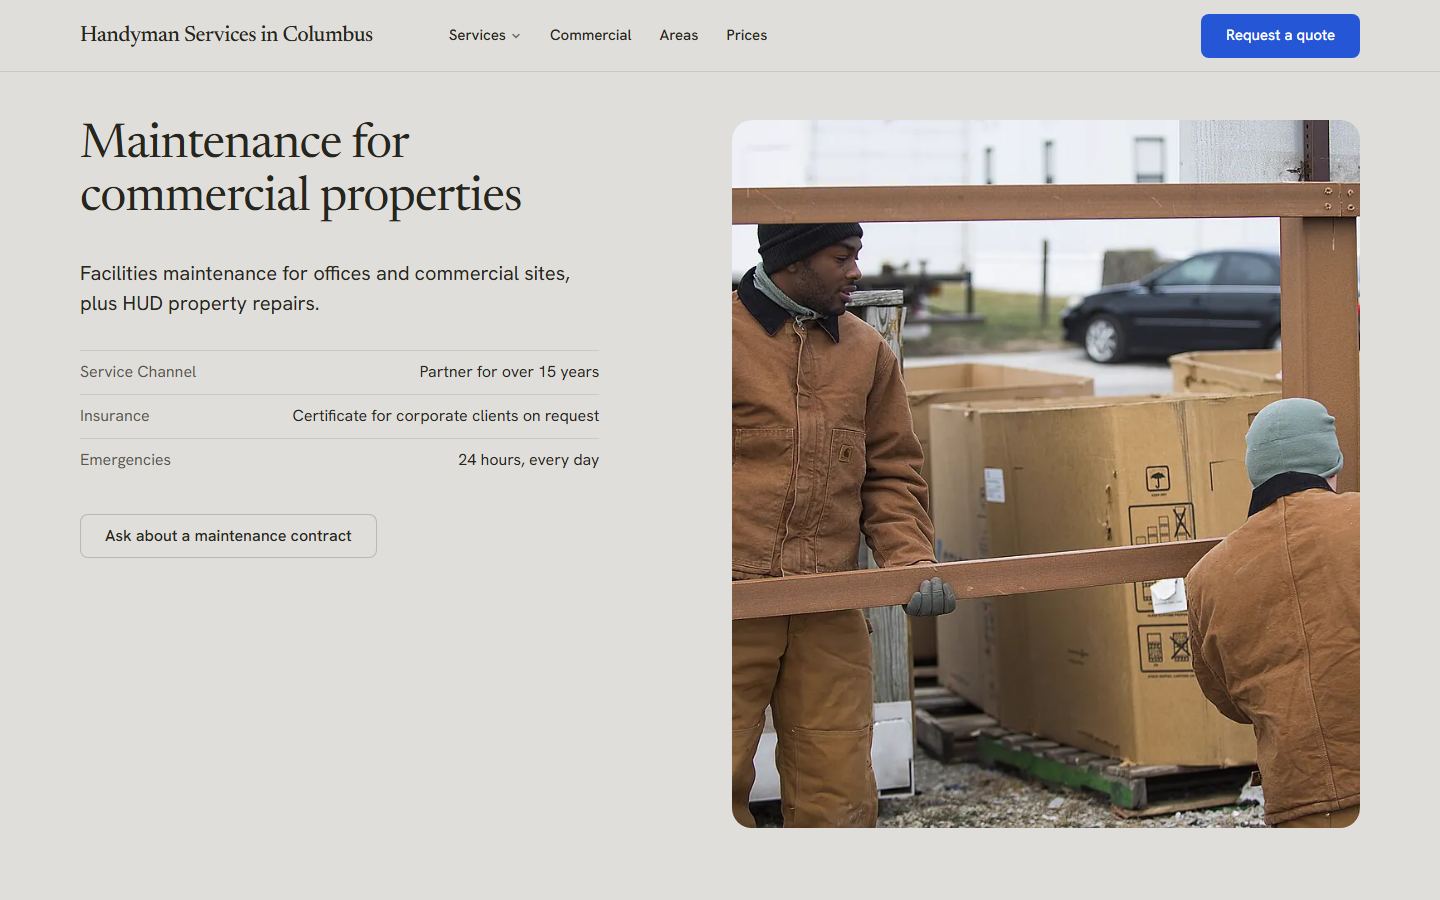 Handyman Services in Columbus
Services
Commercial
Areas
Prices
Request a quote
Maintenance for
commercial properties
Facilities maintenance for offices and commercial sites,
plus HUD property repairs.
Service Channel
Partner for over 15 years
Insurance
Certificate for corporate clients on request
Emergencies
24 hours, every day
Ask about a maintenance contract